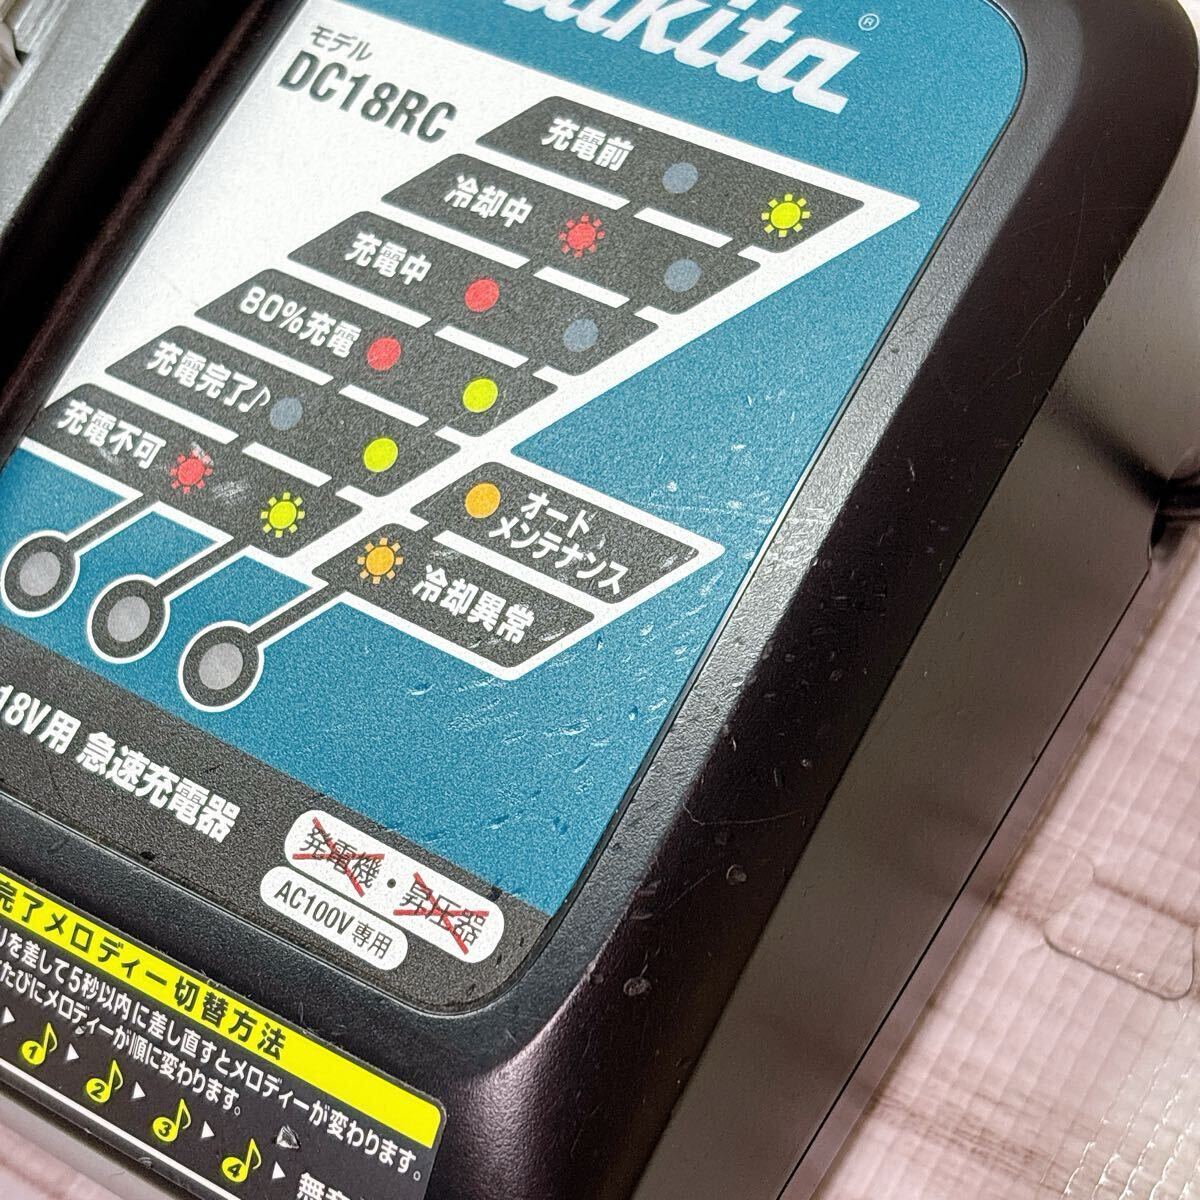 makita®
モデル
DC18RC
充電前
冷却中
充電中
80%充電
充電完了♪
充電不可
オート
メンテナンス
冷却異常
18V用 急速充電器
発電機・昇圧器
AC100V専用
完了メロディー切替方法
を差して5秒以内に差し直すとメロディーが変わります。
たびにメロディーが順に変わります。
1 2 3 4